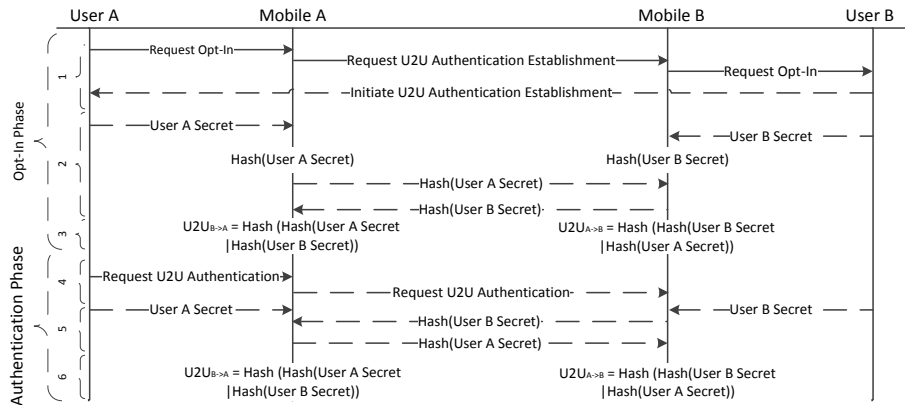 User A Mobile A Mobile B User B
Opt-In Phase
Authentication Phase
1
2
3
4
5
6
Request Opt-In
Request U2U Authentication Establishment
Request Opt-In
Initiate U2U Authentication Establishment
User A Secret
User B Secret
Hash(User A Secret) Hash(User B Secret)
Hash(User A Secret)
Hash(User B Secret)
U2UB->A = Hash (Hash(User A Secret
|Hash(User B Secret))
U2UA->B = Hash (Hash(User B Secret
|Hash(User A Secret))
Request U2U Authentication
Request U2U Authentication
User A Secret User B Secret
Hash(User B Secret)
Hash(User A Secret)
U2UB->A = Hash (Hash(User A Secret
|Hash(User B Secret))
U2UA->B = Hash (Hash(User B Secret
|Hash(User A Secret))